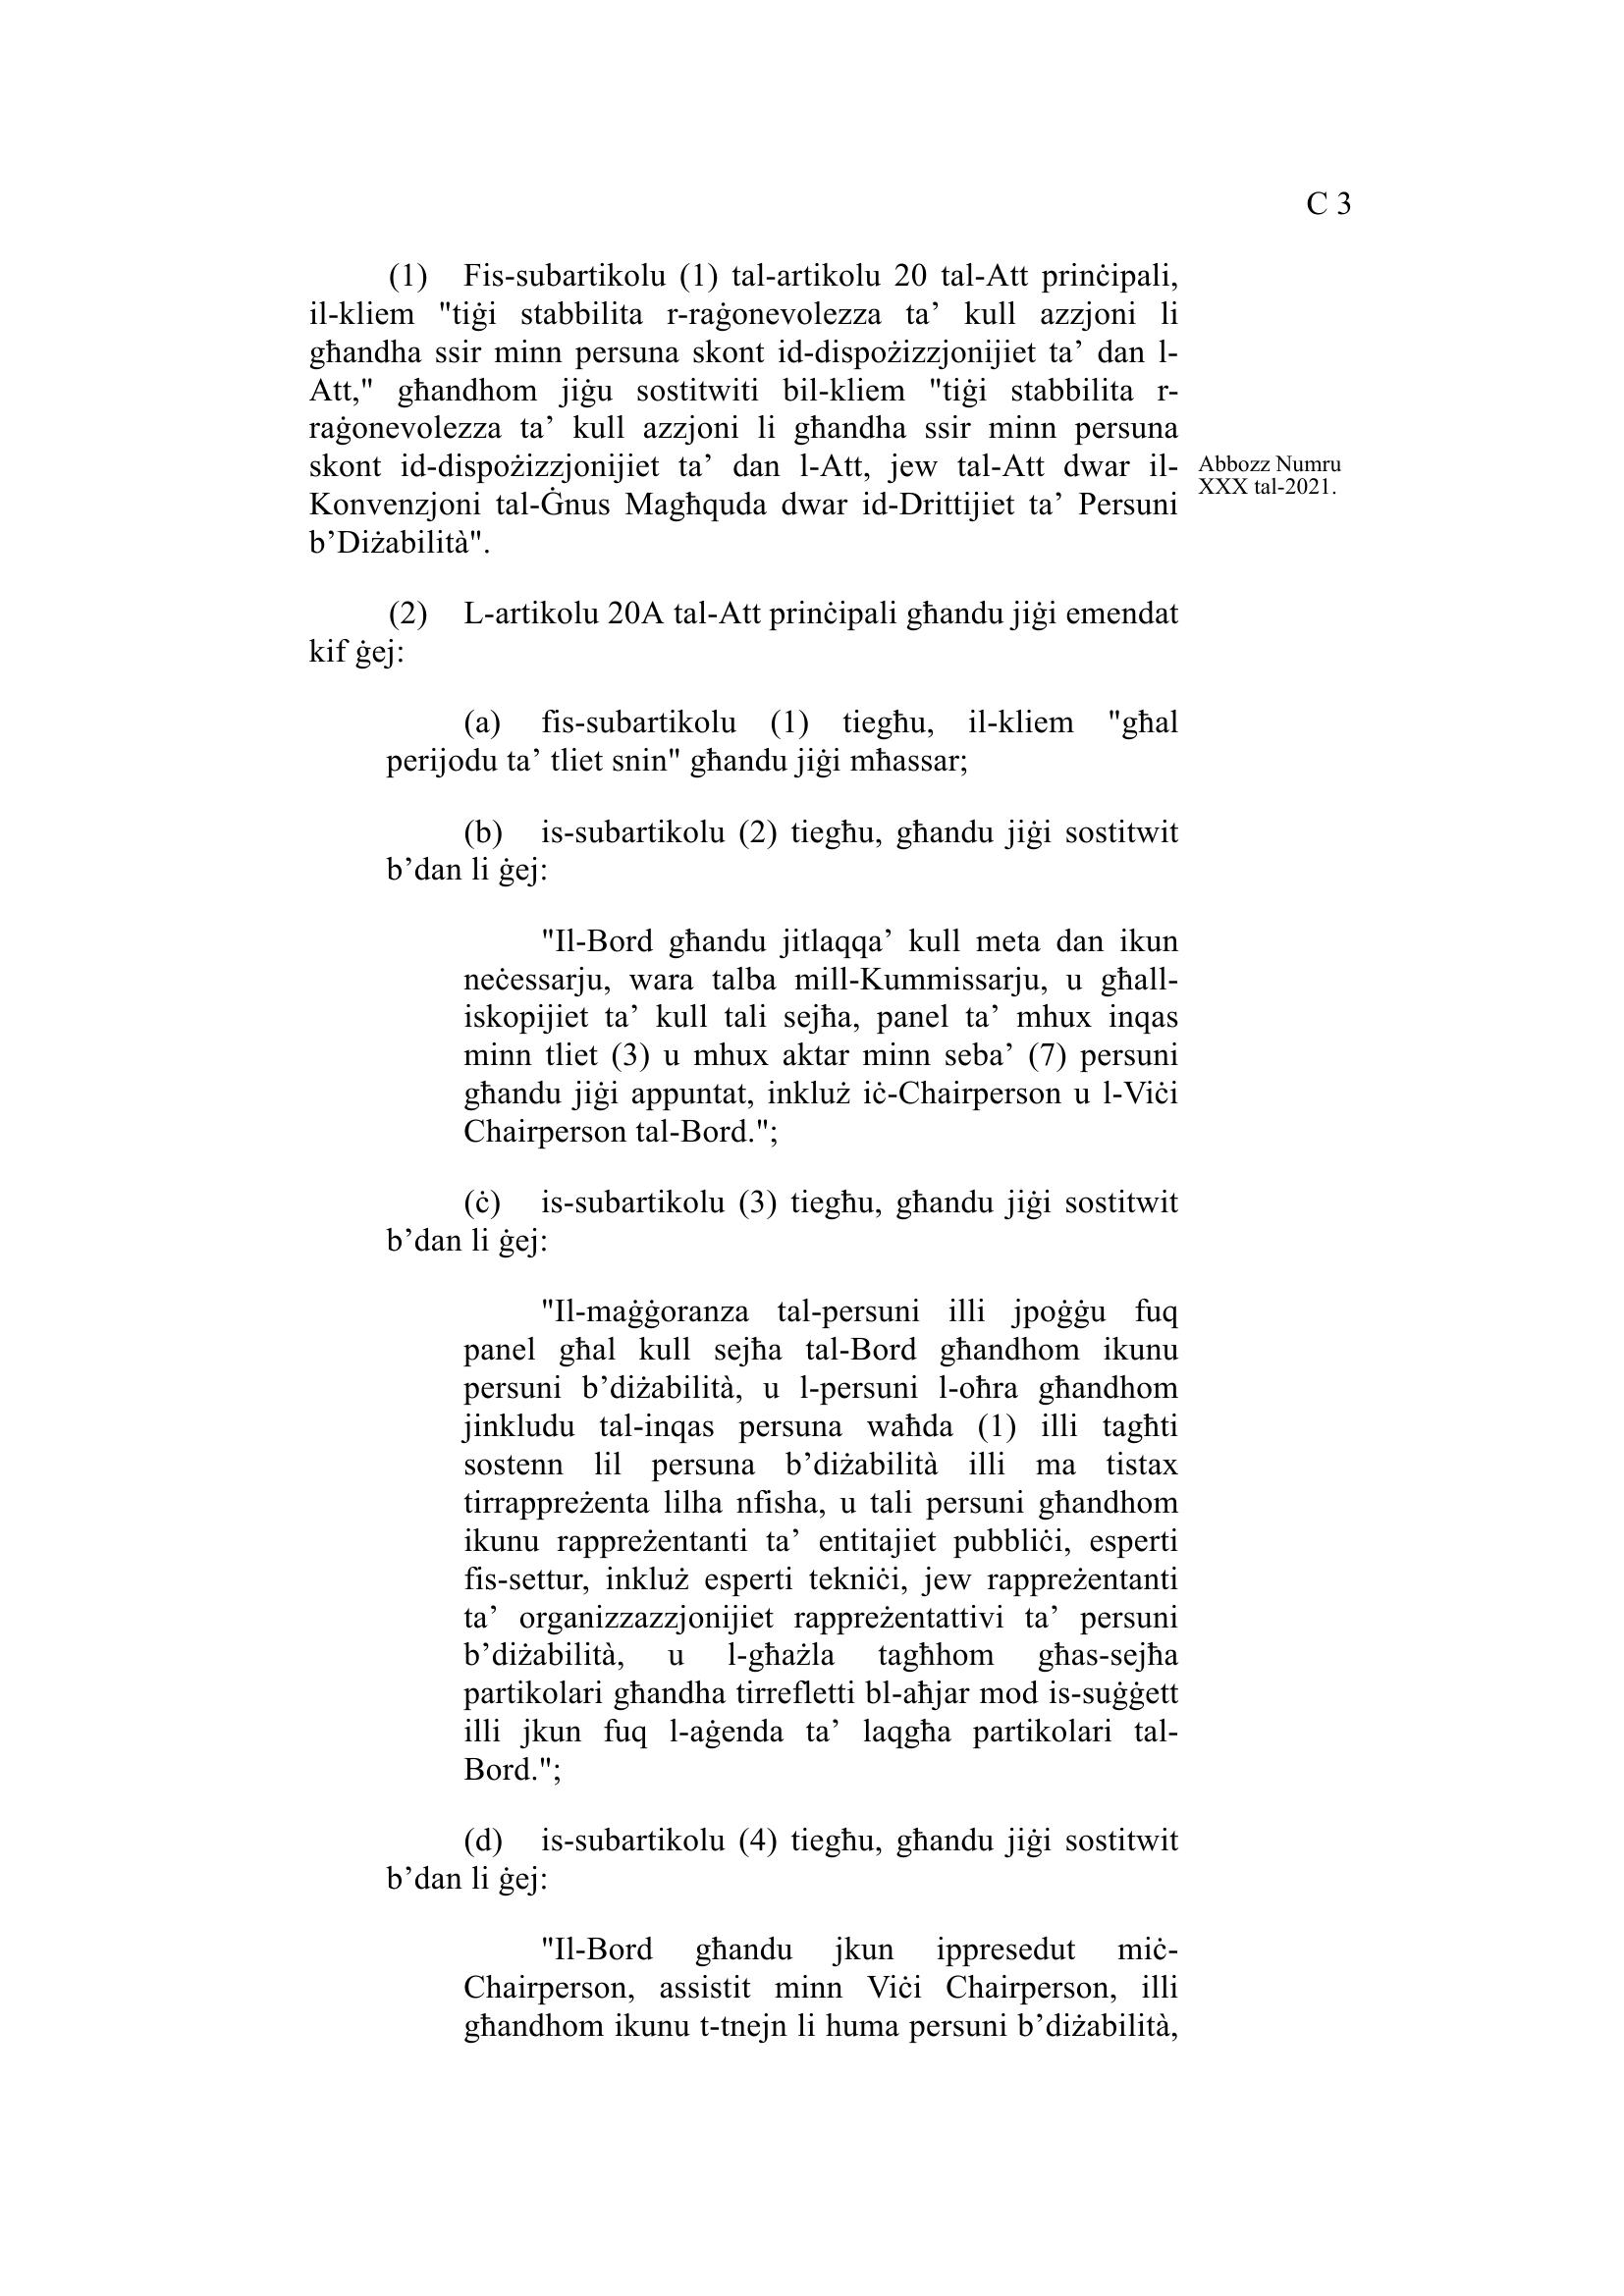 C 3
(1) Fis-subartikolu (1) tal-artikolu 20 tal-Att prinċipali,
il-kliem "tiġi stabbilita r-raġonevolezza ta’ kull azzjoni li
għandha ssir minn persuna skont id-dispożizzjonijiet ta’ dan l-
Att," għandhom jiġu sostitwiti bil-kliem "tiġi stabbilita r-
raġonevolezza ta’ kull azzjoni li għandha ssir minn persuna
skont id-dispożizzjonijiet ta’ dan l-Att, jew tal-Att dwar il-
Konvenzjoni tal-Ġnus Magħquda dwar id-Drittijiet ta’ Persuni
b’Diżabilità".
Abbozz Numru
XXX tal-2021.
(2) L-artikolu 20A tal-Att prinċipali għandu jiġi emendat
kif ġej:
(a) fis-subartikolu (1) tiegħu, il-kliem "għal
perijodu ta’ tliet snin" għandu jiġi mħassar;
(b) is-subartikolu (2) tiegħu, għandu jiġi sostitwit
b’dan li ġej:
"Il-Bord għandu jitlaqqa’ kull meta dan ikun
neċessarju, wara talba mill-Kummissarju, u għall-
iskopijiet ta’ kull tali sejħa, panel ta’ mhux inqas
minn tliet (3) u mhux aktar minn seba’ (7) persuni
għandu jiġi appuntat, inkluż iċ-Chairperson u l-Viċi
Chairperson tal-Bord.";
(ċ) is-subartikolu (3) tiegħu, għandu jiġi sostitwit
b’dan li ġej:
"Il-maġġoranza tal-persuni illi jpoġġu fuq
panel għal kull sejħa tal-Bord għandhom ikunu
persuni b’diżabilità, u l-persuni l-oħra għandhom
jinkludu tal-inqas persuna waħda (1) illi tagħti
sostenn lil persuna b’diżabilità illi ma tistax
tirrappreżenta lilha nfisha, u tali persuni għandhom
ikunu rappreżentanti ta’ entitajiet pubbliċi, esperti
fis-settur, inkluż esperti tekniċi, jew rappreżentanti
ta’ organizzazzjonijiet rappreżentattivi ta’ persuni
b’diżabilità, u l-għażla tagħhom għas-sejħa
partikolari għandha tirrefletti bl-aħjar mod is-suġġett
illi jkun fuq l-aġenda ta’ laqgħa partikolari tal-
Bord.";
(d) is-subartikolu (4) tiegħu, għandu jiġi sostitwit
b’dan li ġej:
"Il-Bord għandu jkun ippresedut miċ-
Chairperson, assistit minn Viċi Chairperson, illi
għandhom ikunu t-tnejn li huma persuni b’diżabilità,